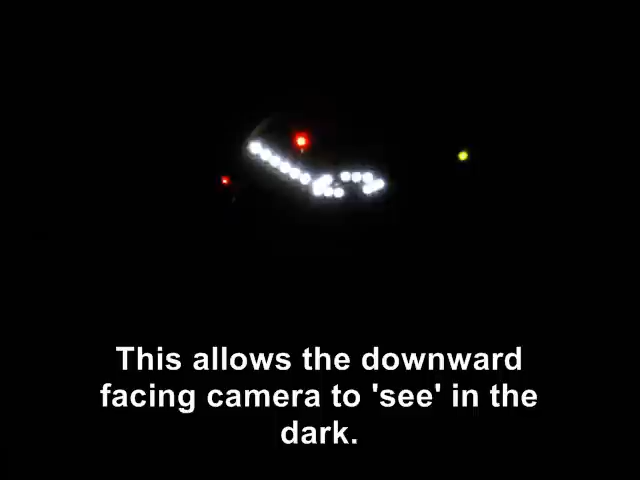 This allows the downward
facing camera to 'see' in the
dark.